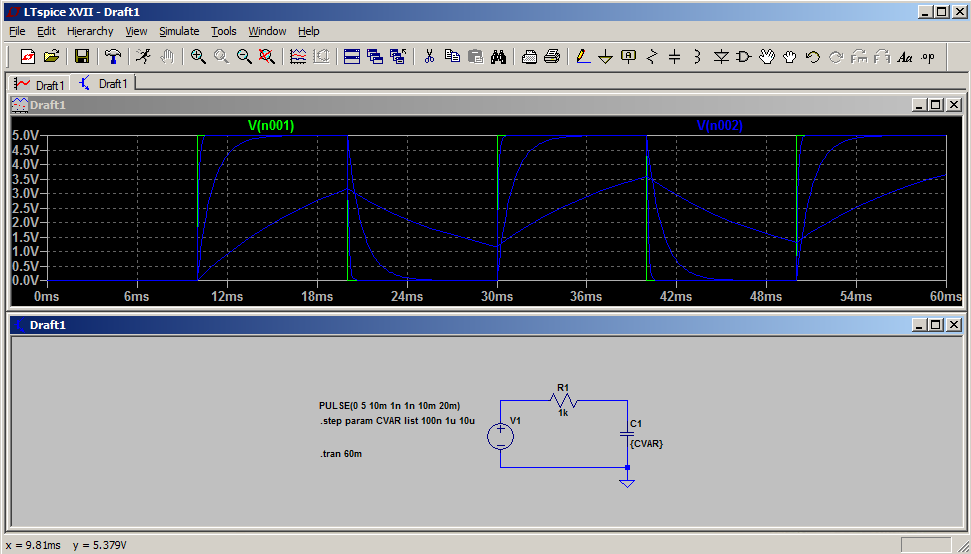 LTspice XVII - Draft1
File Edit Hierarchy View Simulate Tools Window Help
Draft1 Draft1
Draft1
V(n001) V(n002)
5.0V
4.5V
4.0V
3.5V
3.0V
2.5V
2.0V
1.5V
1.0V
0.5V
0.0V
0ms 6ms 12ms 18ms 24ms 30ms 36ms 42ms 48ms 54ms 60ms
Draft1
R1
1k
PULSE(0 5 10m 1n 1n 10m 20m)
.step param CVAR list 100n 1u 10u
.tran 60m
V1
C1
{CVAR}
x = 9.81ms y = 5.379V